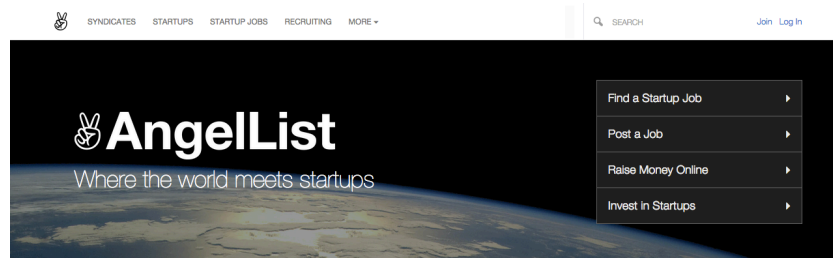 SYNDICATES STARTUPS STARTUP JOBS RECRUITING MORE SEARCH Join Log In
AngelList
Where the world meets startups
Find a Startup Job
Post a Job
Raise Money Online
Invest in Startups